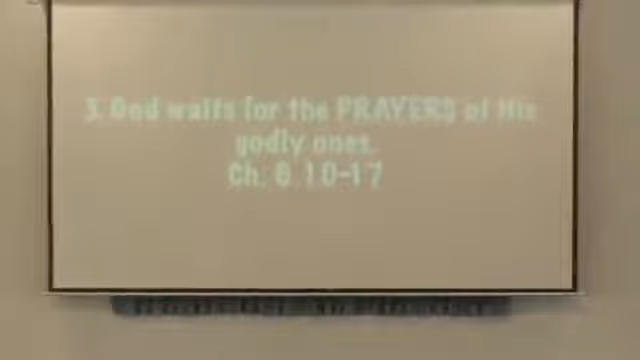 3. God waits for the PRAYERS of His
godly ones.
Ch. 6.10-17